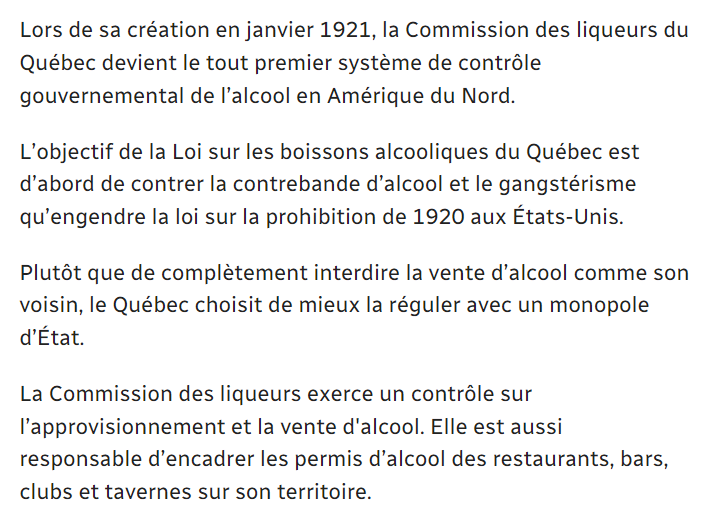 Lors de sa création en janvier 1921, la Commission des liqueurs du
Québec devient le tout premier système de contrôle
gouvernemental de l’alcool en Amérique du Nord.
L’objectif de la Loi sur les boissons alcooliques du Québec est
d’abord de contrer la contrebande d’alcool et le gangstérisme
qu’engendre la loi sur la prohibition de 1920 aux États-Unis.
Plutôt que de complètement interdire la vente d’alcool comme son
voisin, le Québec choisit de mieux la réguler avec un monopole
d’État.
La Commission des liqueurs exerce un contrôle sur
l’approvisionnement et la vente d'alcool. Elle est aussi
responsable d’encadrer les permis d’alcool des restaurants, bars,
clubs et tavernes sur son territoire.